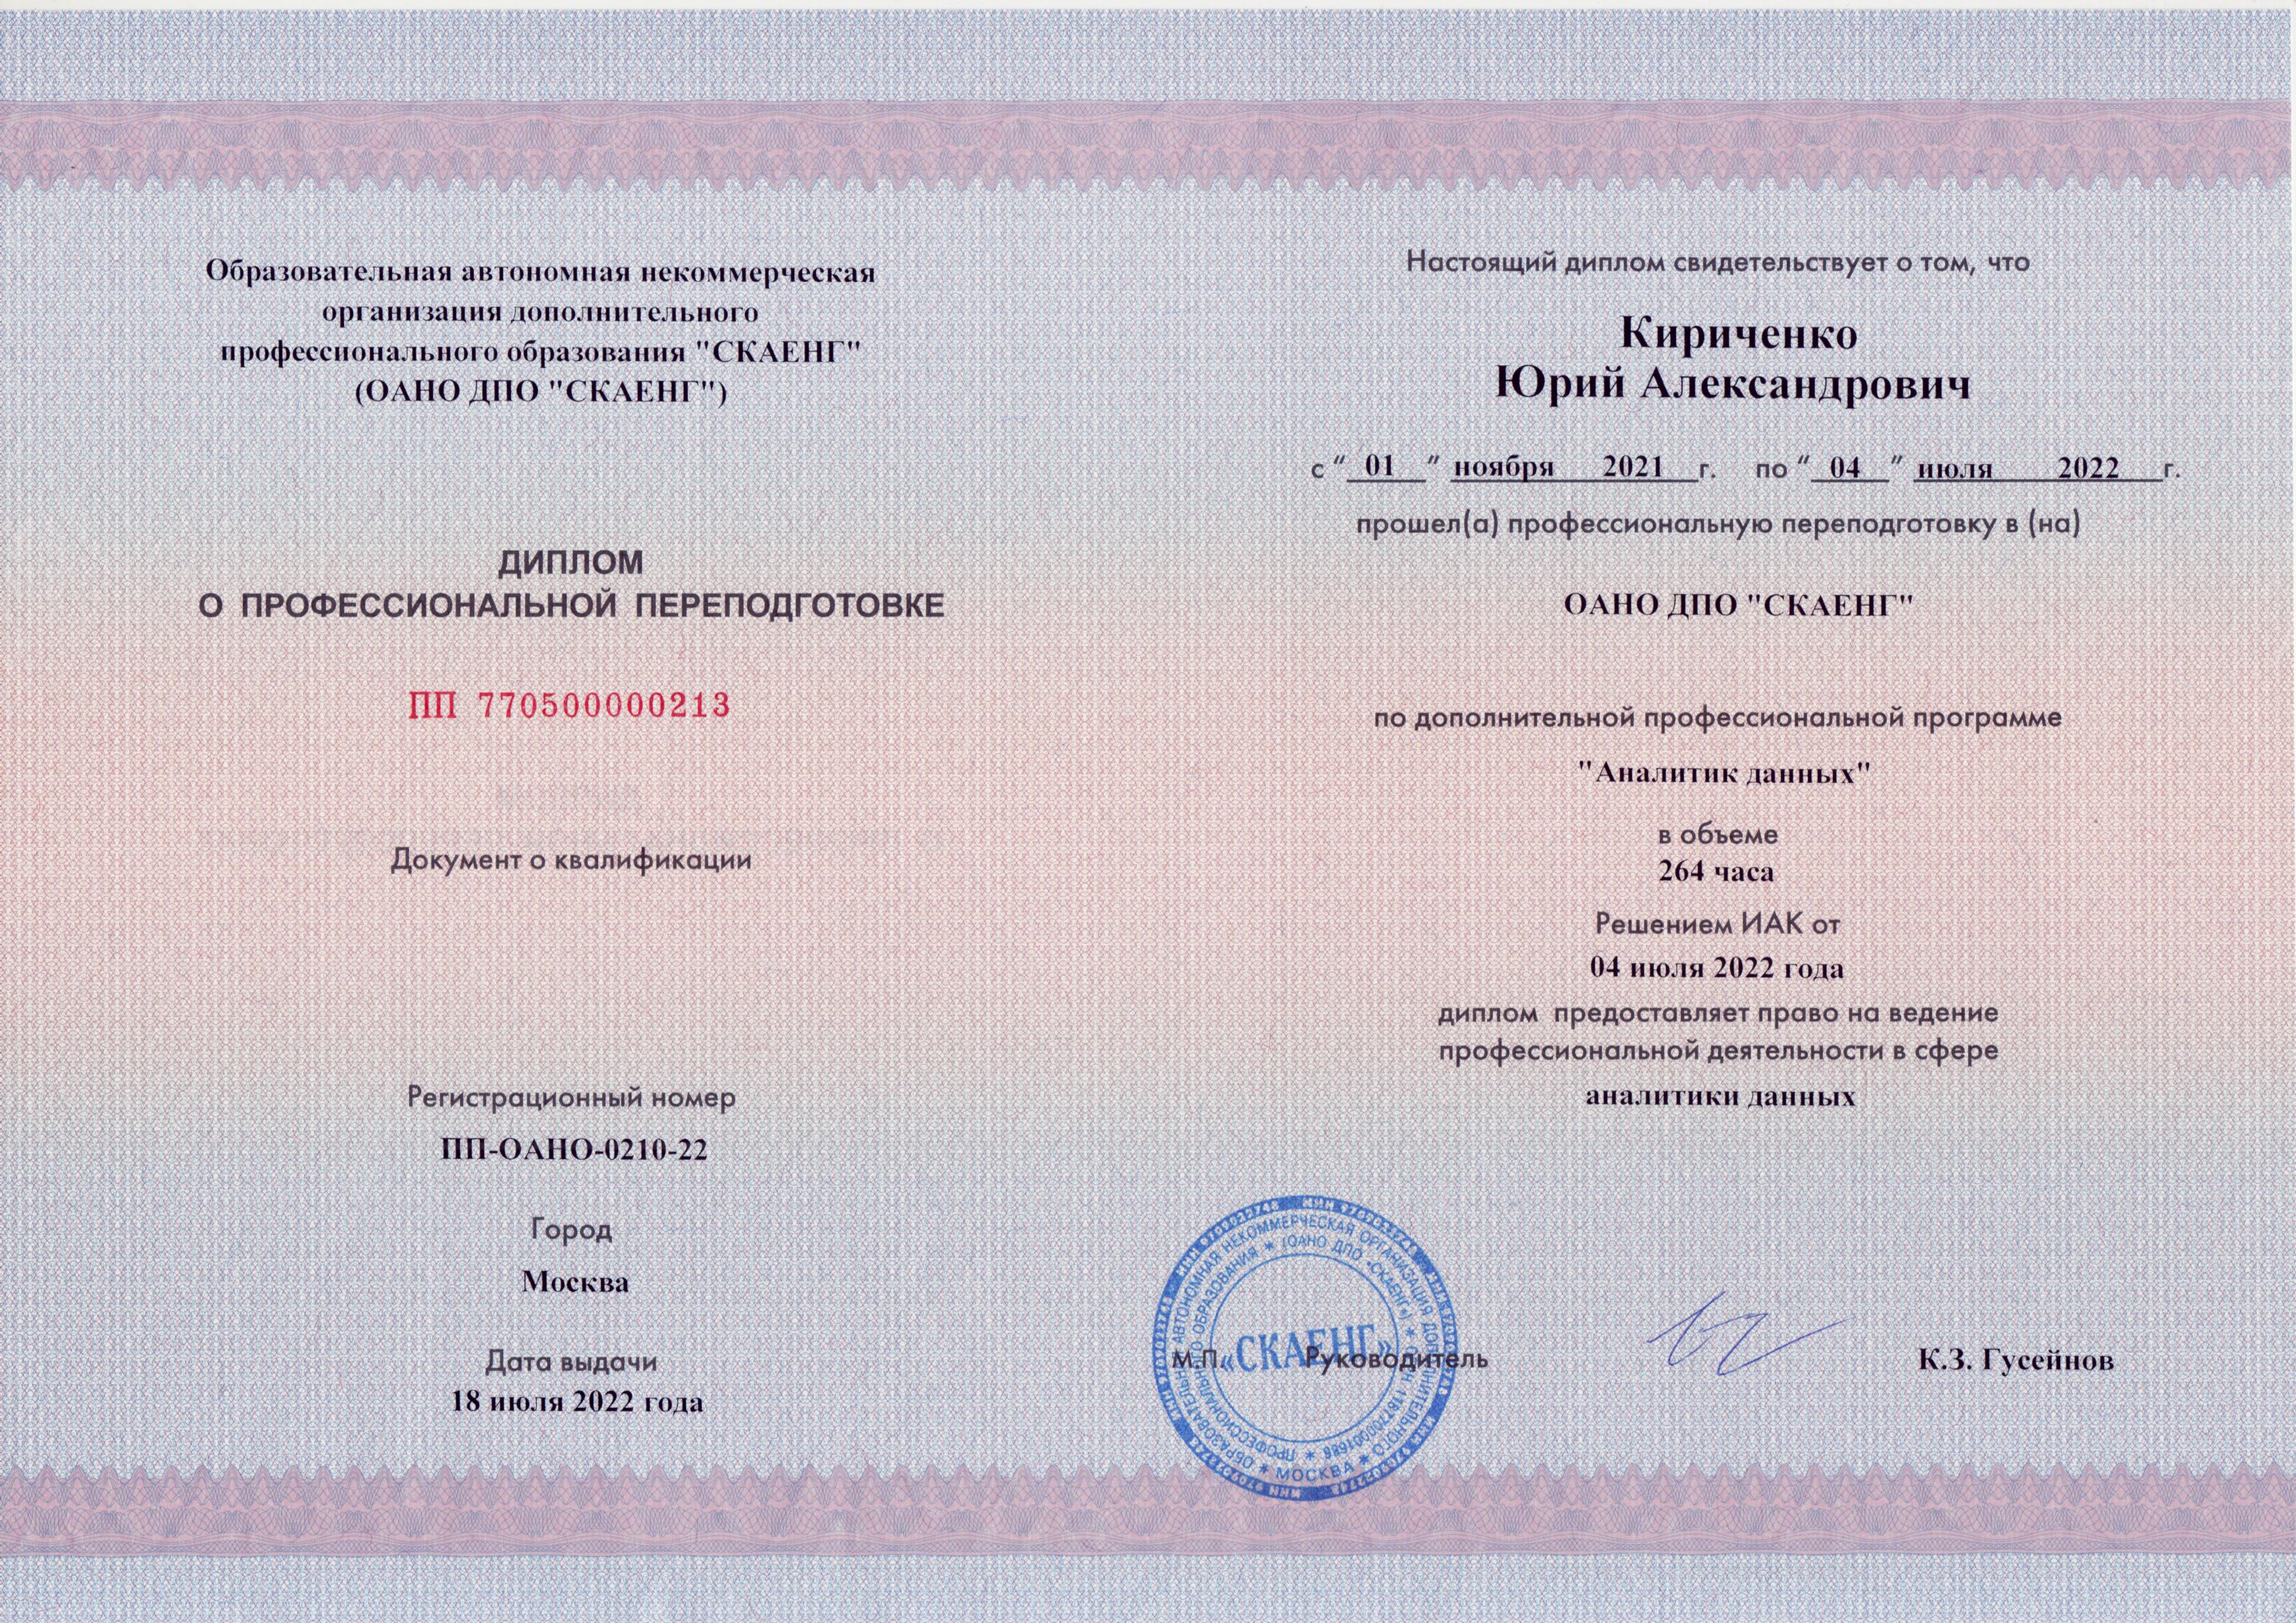 Образовательная автономная некоммерческая
организация дополнительного
профессионального образования "СКАЕНГ"
(ОАНО ДПО "СКАЕНГ")
ДИПЛОМ
О ПРОФЕССИОНАЛЬНОЙ ПЕРЕПОДГОТОВКЕ
ПП 770500000213
Документ о квалификации
Регистрационный номер
ПП-ОАНО-0210-22
Город
Москва
Дата выдачи
18 июля 2022 года
Настоящий диплом свидетельствует о том, что
Кириченко
Юрий Александрович
с “ 01 ” ноября 2021 г. по “ 04 ” июля 2022 г.
прошел(а) профессиональную переподготовку в (на)
ОАНО ДПО "СКАЕНГ"
по дополнительной профессиональной программе
"Аналитик данных"
в объеме
264 часа
Решением ИАК от
04 июля 2022 года
диплом предоставляет право на ведение
профессиональной деятельности в сфере
аналитики данных
М.П. Руководитель К.З. Гусейнов
«СКАЕНГ»
ОБРАЗОВАТЕЛЬНАЯ АВТОНОМНАЯ НЕКОММЕРЧЕСКАЯ ОРГАНИЗАЦИЯ ДОПОЛНИТЕЛЬНОГО
ПРОФЕССИОНАЛЬНОГО ОБРАЗОВАНИЯ * (ОАНО ДПО «СКАЕНГ») *
* МОСКВА *